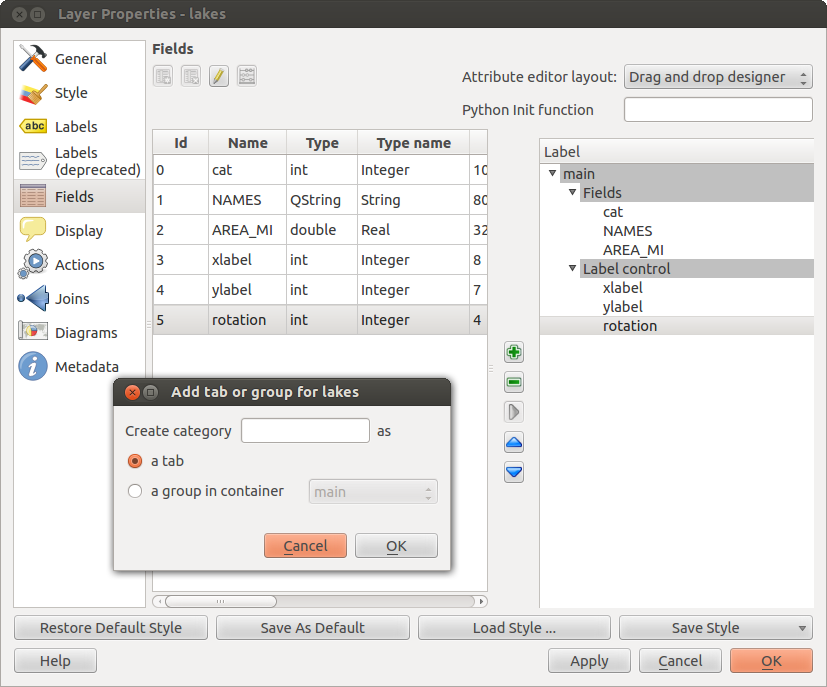 Layer Properties - lakes
General
Style
abc Labels
Labels
(deprecated)
Fields
Display
Actions
Joins
Diagrams
i Metadata
Fields
Attribute editor layout: Drag and drop designer
Python Init function
Id Name Type Type name
0 cat int Integer 10
1 NAMES QString String 80
2 AREA_MI double Real 32
3 xlabel int Integer 8
4 ylabel int Integer 7
5 rotation int Integer 4
Label
main
Fields
cat
NAMES
AREA_MI
Label control
xlabel
ylabel
rotation
Add tab or group for lakes
Create category as
a tab
a group in container main
Cancel OK
Restore Default Style Save As Default Load Style ... Save Style
Help Apply Cancel OK